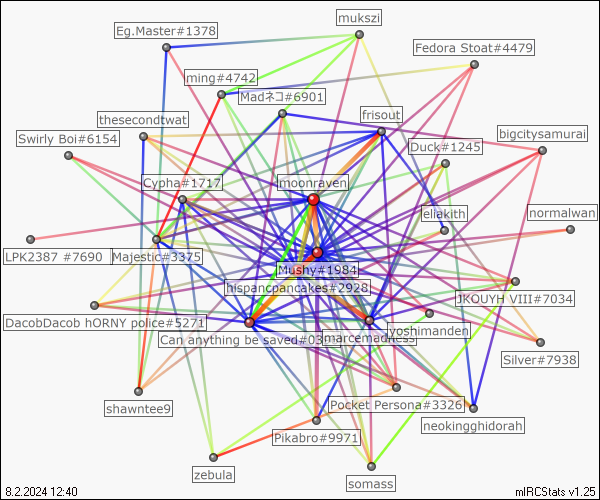 mukszi
Eg.Master#1378
Fedora Stoat#4479
ming#4742
Madネコ#6901
frisout
thesecondtwat
bigcitysamurai
Swirly Boi#6154
Duck#1245
Cypha#1717
moonraven
eliakith
normalwan
LPK2387 #7690
Majestic#3375
Mushy#1984
hispancpancakes#2928
JKQUYH VIII#7034
DacobDacob hORNY police#5271
yoshimanden
Can anything be saved#03
marcemadness
Silver#7938
shawntee9
Pocket Persona#3326
neokingghidorah
Pikabro#9971
zebula
somass
8.2.2024 12:40
mIRCStats v1.25